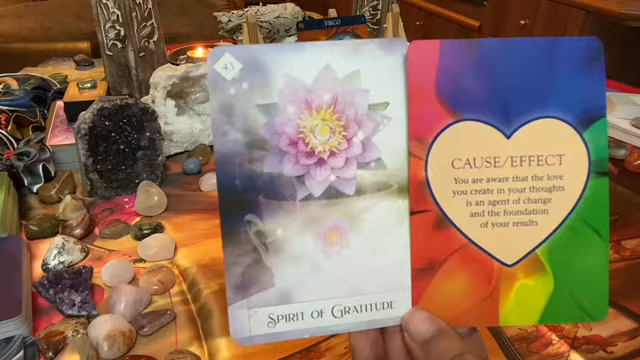 VIRGO
43
SPIRIT OF GRATITUDE
CAUSE/EFFECT
You are aware that the love
you create in your thoughts
is an agent of change
and the foundation
of your results